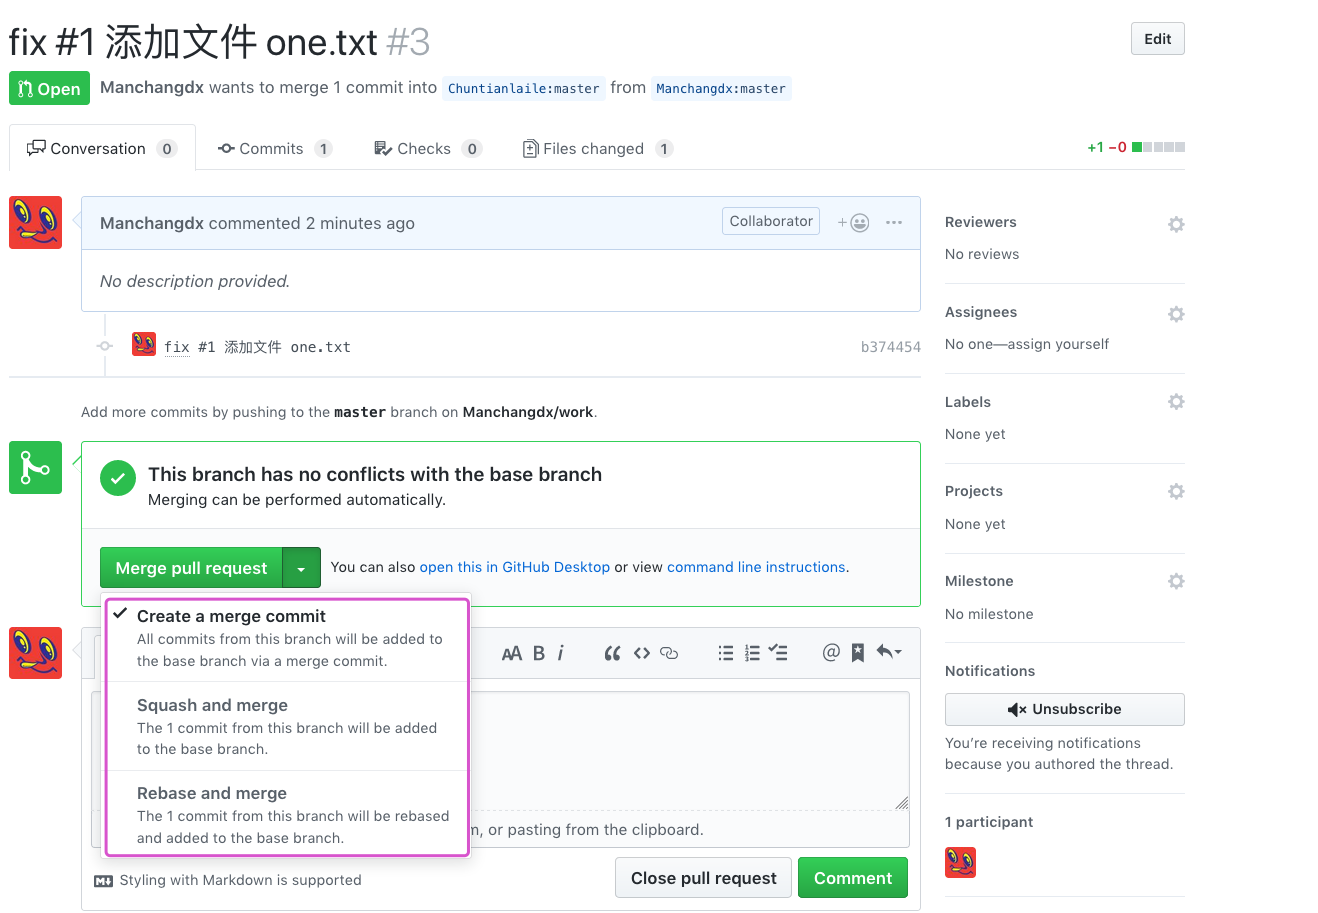 fix #1 添加文件 one.txt #3
Edit
Open
Manchangdx wants to merge 1 commit into Chuntianlaile:master from Manchangdx:master
Conversation 0
Commits 1
Checks 0
Files changed 1
+1 −0
Manchangdx commented 2 minutes ago
Collaborator
No description provided.
fix #1 添加文件 one.txt
b374454
Add more commits by pushing to the master branch on Manchangdx/work.
This branch has no conflicts with the base branch
Merging can be performed automatically.
Merge pull request
You can also open this in GitHub Desktop or view command line instructions.
Create a merge commit
All commits from this branch will be added to
the base branch via a merge commit.
Squash and merge
The 1 commit from this branch will be added
to the base branch.
Rebase and merge
The 1 commit from this branch will be rebased
and added to the base branch.
, or pasting from the clipboard.
Styling with Markdown is supported
Close pull request
Comment
Reviewers
No reviews
Assignees
No one—assign yourself
Labels
None yet
Projects
None yet
Milestone
No milestone
Notifications
Unsubscribe
You’re receiving notifications
because you authored the thread.
1 participant